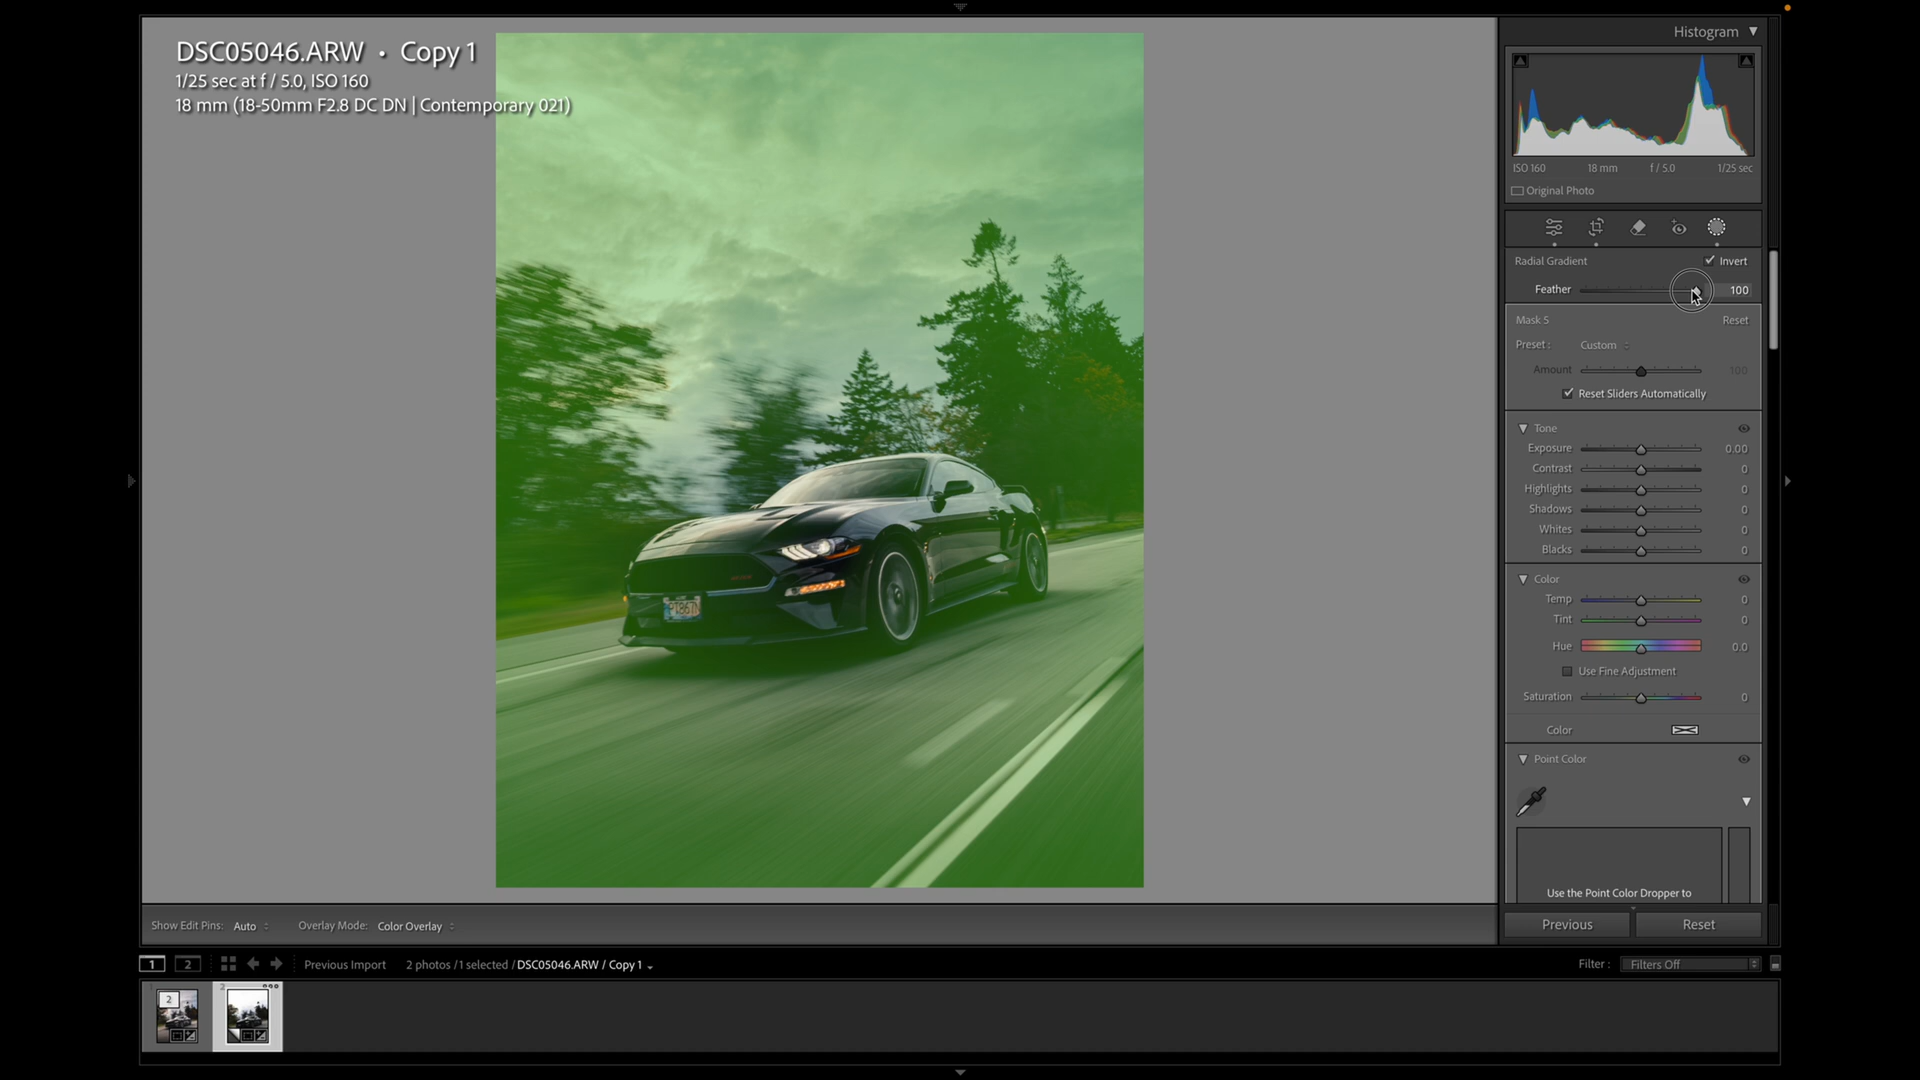 DSC05046.ARW • Copy 1
1/25 sec at f / 5.0, ISO 160
18 mm (18-50mm F2.8 DC DN | Contemporary 021)
Histogram
ISO 160 18 mm f / 5.0 1/25 sec
Original Photo
Radial Gradient Invert
Feather 100
Mask 5 Reset
Preset : Custom
Amount 100
Reset Sliders Automatically
Tone
Exposure 0.00
Contrast 0
Highlights 0
Shadows 0
Whites 0
Blacks 0
Color
Temp 0
Tint 0
Hue 0.0
Use Fine Adjustment
Saturation 0
Color
Point Color
Use the Point Color Dropper to
Previous Reset
Show Edit Pins: Auto Overlay Mode: Color Overlay
1 2 Previous Import 2 photos / 1 selected / DSC05046.ARW / Copy 1 Filter : Filters Off
2
2